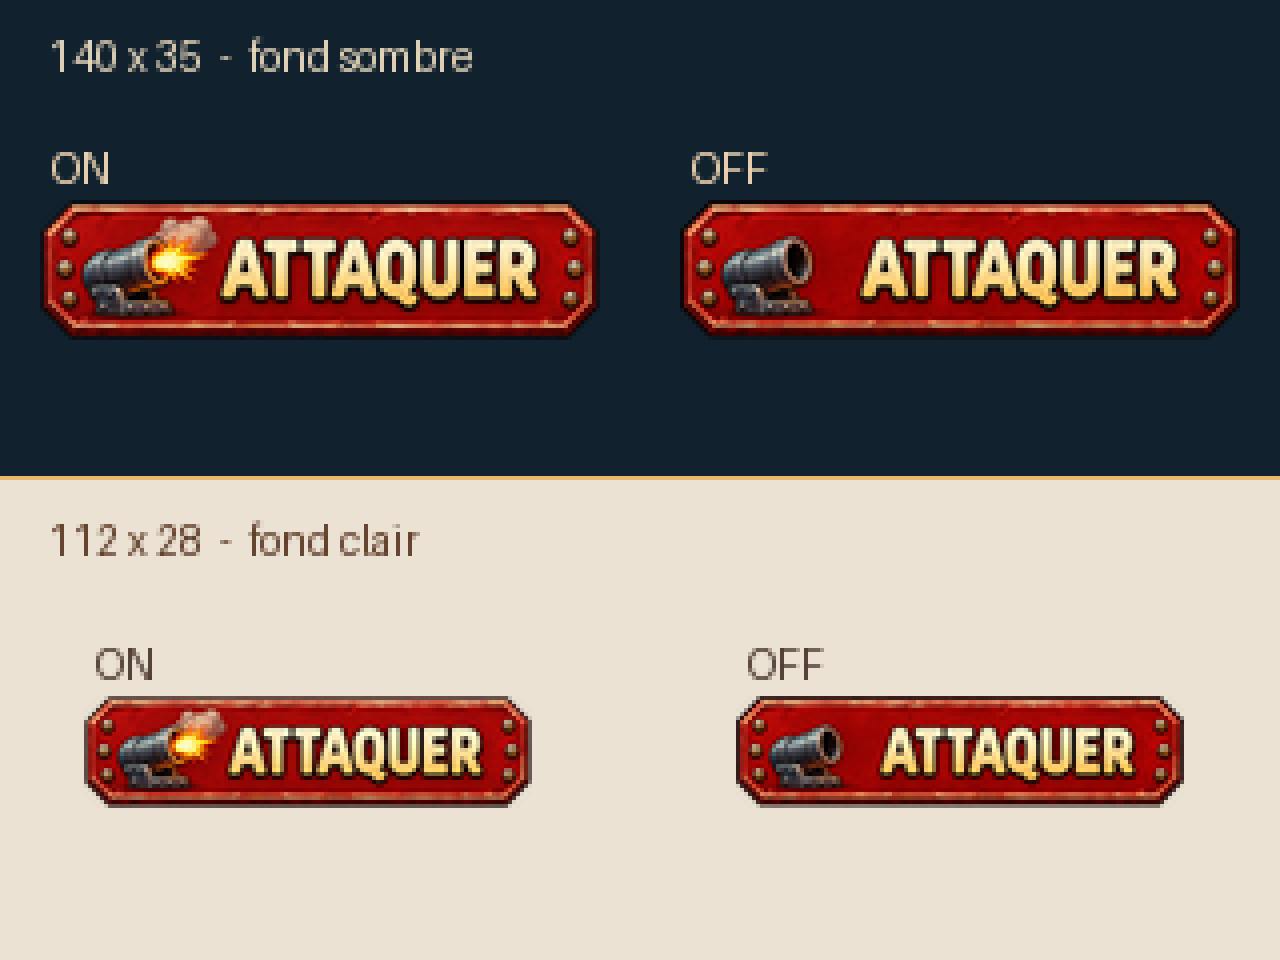 140 x 35 - fond sombre
ON
OFF
ATTAQUER
ATTAQUER
112 x 28 - fond clair
ON
OFF
ATTAQUER
ATTAQUER